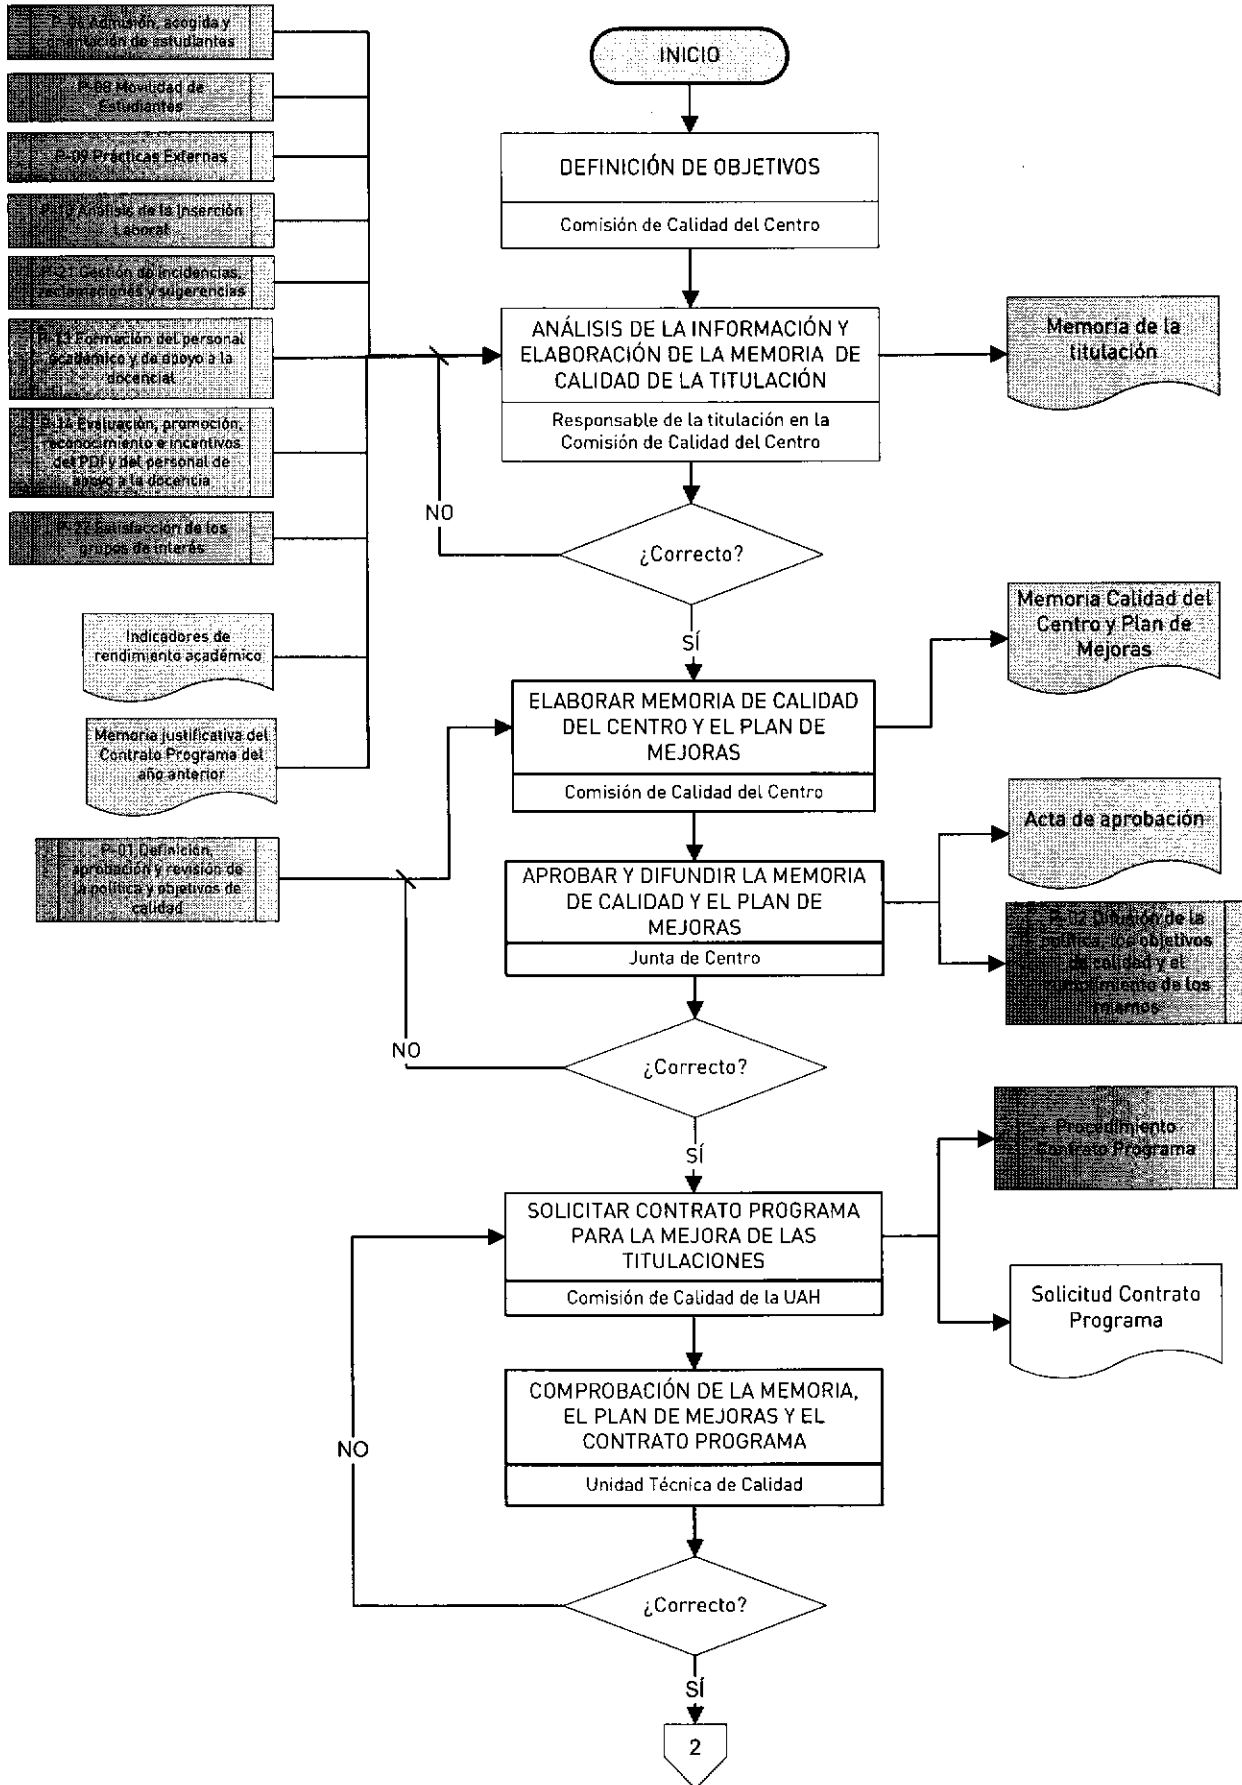 P-06 Admisión, acogida y
orientación de estudiantes
P-08 Movilidad de
Estudiantes
P-09 Prácticas Externas
Análisis de la Inserción
Laboral
P-21 Gestión de incidencias,
reclamaciones y sugerencias
P-13 Formación del personal
académico y de apoyo a la
docencial
P-14 Evaluación, promoción,
reconocimiento e incentivos
del PDI y del personal de
apoyo a la docencia
P-22 Satisfacción de los
grupos de interés
Indicadores de
rendimiento académico
Memoria justificativa del
Contrato Programa del
año anterior
P-01 Definición,
aprobación y revisión de
la política y objetivos de
calidad
INICIO
DEFINICIÓN DE OBJETIVOS
Comisión de Calidad del Centro
ANÁLISIS DE LA INFORMACIÓN Y
ELABORACIÓN DE LA MEMORIA DE
CALIDAD DE LA TITULACIÓN
Responsable de la titulación en la
Comisión de Calidad del Centro
Memoria de la
titulación
NO
¿Correcto?
SÍ
ELABORAR MEMORIA DE CALIDAD
DEL CENTRO Y EL PLAN DE
MEJORAS
Comisión de Calidad del Centro
Memoria Calidad del
Centro y Plan de
Mejoras
APROBAR Y DIFUNDIR LA MEMORIA
DE CALIDAD Y EL PLAN DE
MEJORAS
Junta de Centro
Acta de aprobación
P-02 Difusión de la
política, los objetivos
de calidad y el
cumplimiento de los
mismos
NO
¿Correcto?
SÍ
SOLICITAR CONTRATO PROGRAMA
PARA LA MEJORA DE LAS
TITULACIONES
Comisión de Calidad de la UAH
Procedimiento
Contrato Programa
Solicitud Contrato
Programa
COMPROBACIÓN DE LA MEMORIA,
EL PLAN DE MEJORAS Y EL
CONTRATO PROGRAMA
Unidad Técnica de Calidad
NO
¿Correcto?
SÍ
2